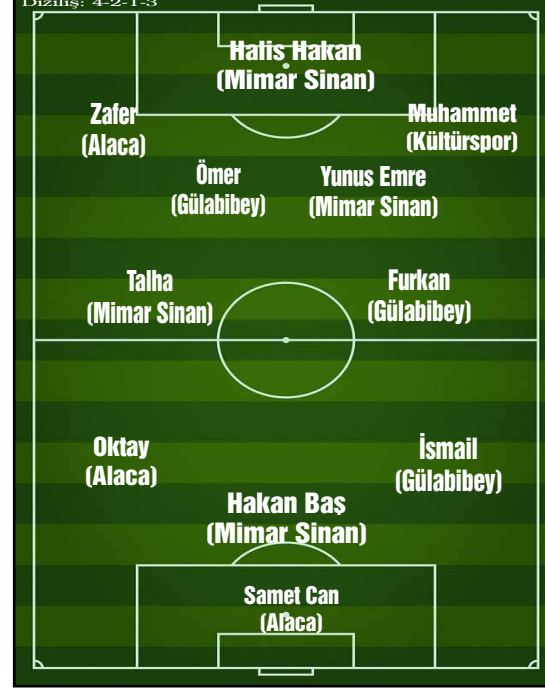 Diziliş: 4-2-1-3
Halis Hakan
(Mimar Sinan)
Zafer
(Alaca)
Muhammet
(Kültürspor)
Ömer
(Gülabibey)
Yunus Emre
(Mimar Sinan)
Talha
(Mimar Sinan)
Furkan
(Gülabibey)
Oktay
(Alaca)
İsmail
(Gülabibey)
Hakan Baş
(Mimar Sinan)
Samet Can
(Alaca)